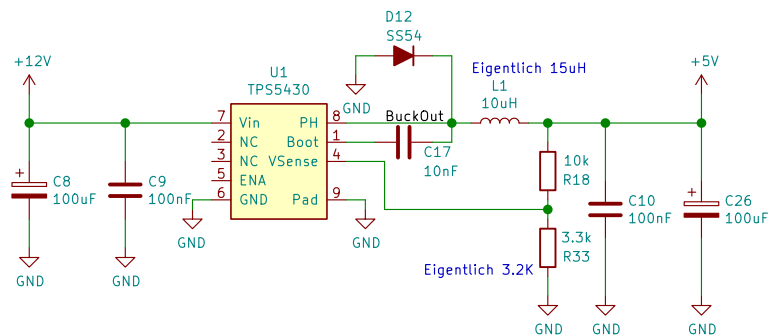 D12
SS54
GND
Eigentlich 15uH
L1
10uH
+12V
+5V
U1
TPS5430
7 Vin PH 8
BuckOut
2 NC Boot 1
3 NC VSense 4
5 ENA
6 GND Pad 9
C17
10nF
GND
GND
+
C8
100uF
C9
100nF
10k
R18
3.3k
R33
Eigentlich 3.2K
C10
100nF
+
C26
100uF
GND
GND
GND
GND
GND